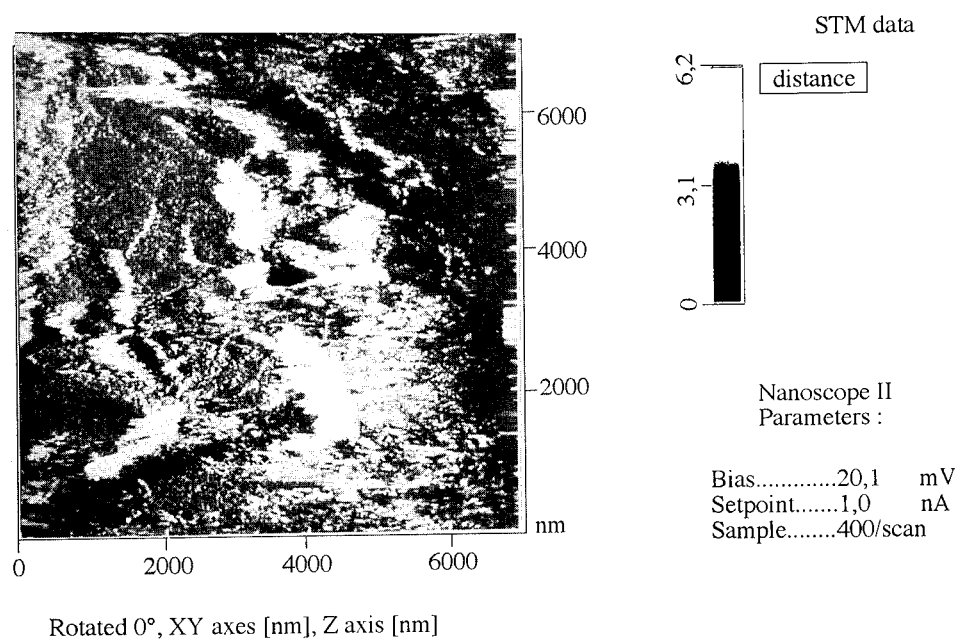 STM data
6,2
distance
3,1
0
6000
4000
2000
nm
0
2000
4000
6000
Nanoscope II
Parameters :
Bias.............20,1 mV
Setpoint.......1,0 nA
Sample........400/scan
Rotated 0°, XY axes [nm], Z axis [nm]